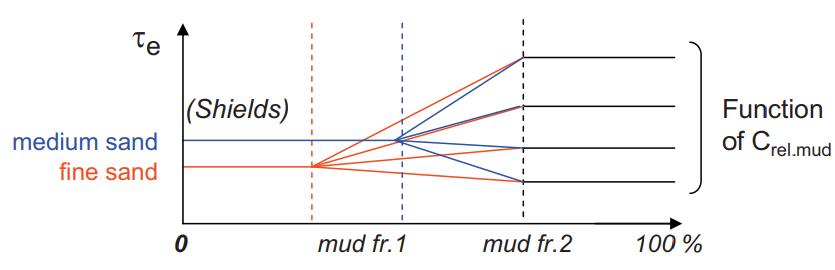 τe
(Shields)
medium sand
fine sand
Function
of Crel.mud
0
mud fr.1
mud fr.2
100 %